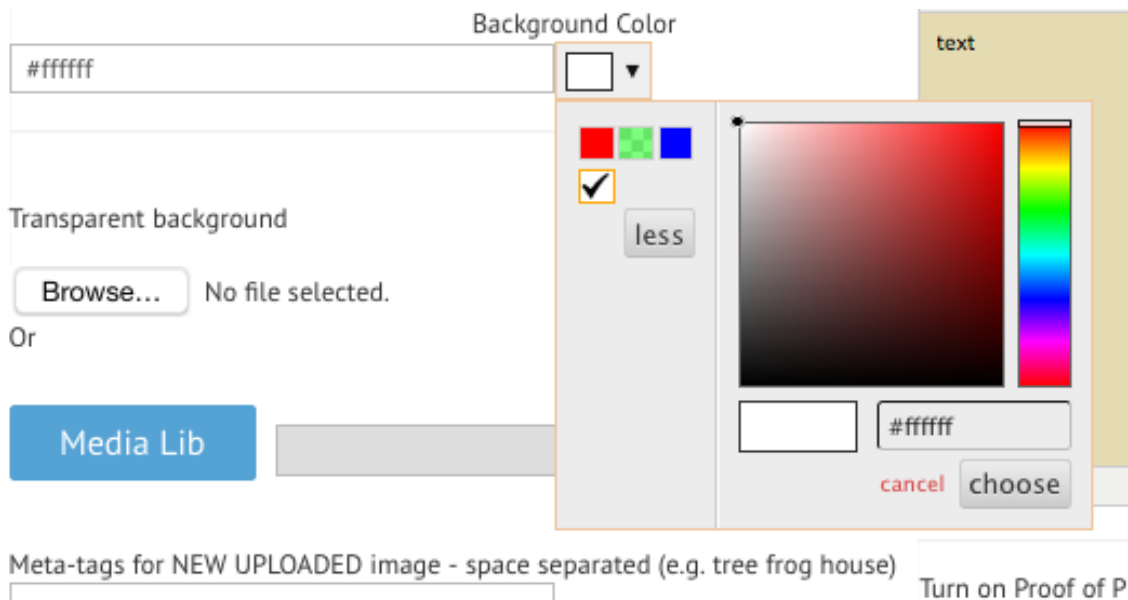 Background Color
#ffffff
text
less
Transparent background
Browse... No file selected.
Or
Media Lib
#ffffff
cancel choose
Meta-tags for NEW UPLOADED image - space separated (e.g. tree frog house)
Turn on Proof of P